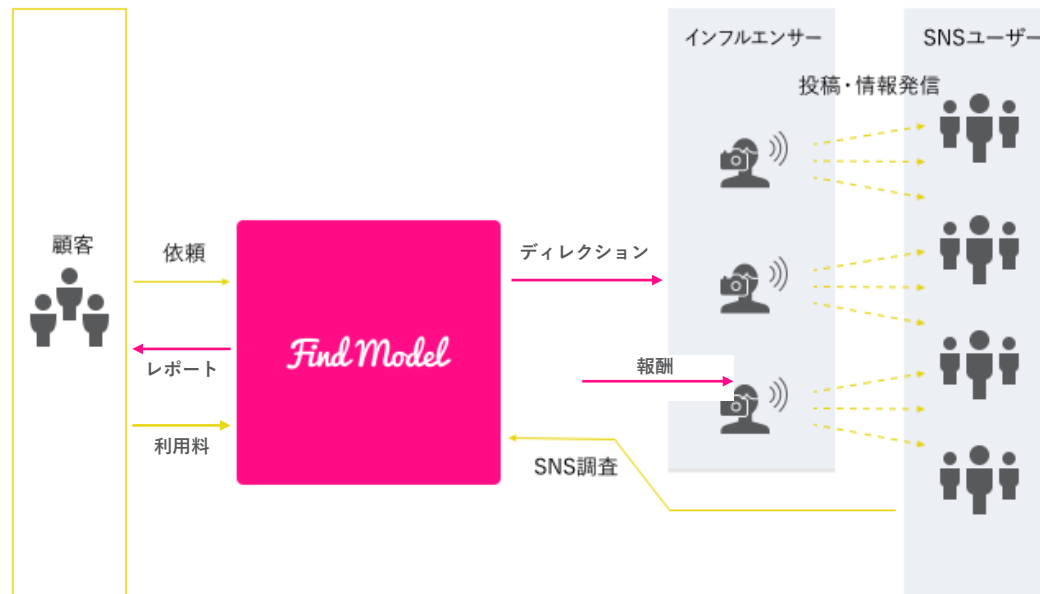 インフルエンサー
SNSユーザー
投稿・情報発信
顧客
依頼
ディレクション
Find Model
レポート
報酬
利用料
SNS調査